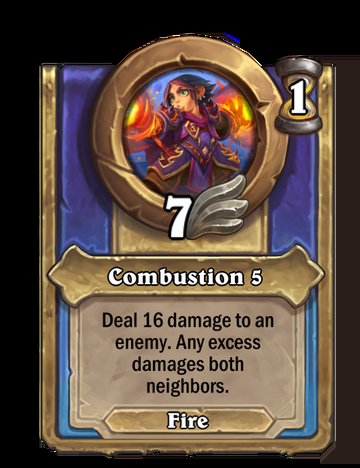 1
7
Combustion 5
Deal 16 damage to an
enemy. Any excess
damages both
neighbors.
Fire